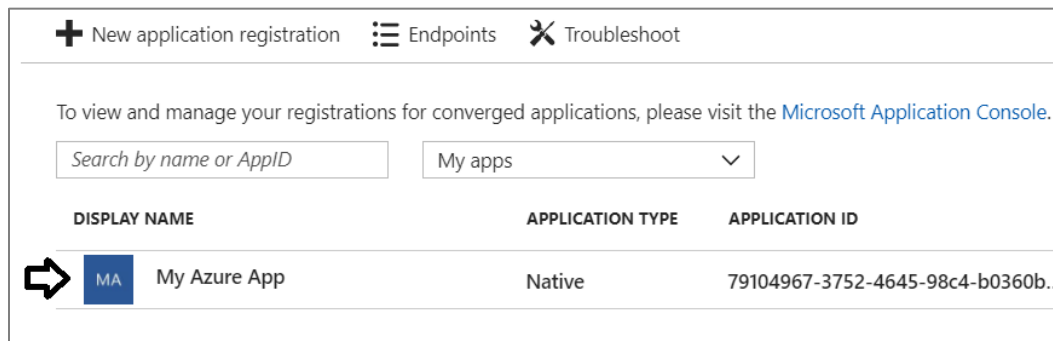 New application registration Endpoints Troubleshoot
To view and manage your registrations for converged applications, please visit the Microsoft Application Console.
Search by name or AppID My apps
DISPLAY NAME APPLICATION TYPE APPLICATION ID
MA My Azure App Native 79104967-3752-4645-98c4-b0360b...